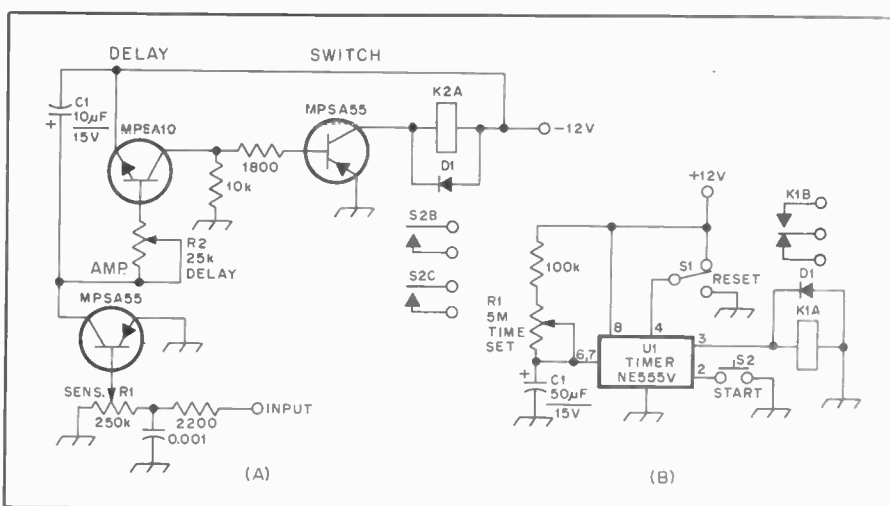 DELAY
SWITCH
C1
10µF
15V
+
MPSA10
MPSA55
K2A
-12V
D1
1800
10k
R2
25k
DELAY
AMP.
S2B
S2C
MPSA55
SENS.
R1
250k
0.001
2200
INPUT
(A)
+12V
K1B
100k
S1
RESET
D1
R1
5M
TIME
SET
8
4
6,7
U1
TIMER
NE555V
3
2
K1A
S2
START
+
C1
50µF
15V
(B)